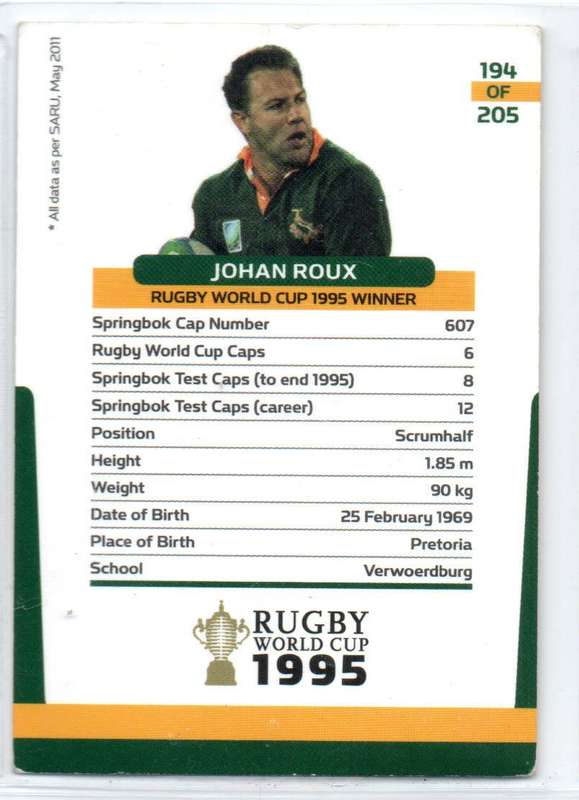 * All data as per SARU, May 2011
194
OF
205
JOHAN ROUX
RUGBY WORLD CUP 1995 WINNER
Springbok Cap Number 607
Rugby World Cup Caps 6
Springbok Test Caps (to end 1995) 8
Springbok Test Caps (career) 12
Position Scrumhalf
Height 1.85 m
Weight 90 kg
Date of Birth 25 February 1969
Place of Birth Pretoria
School Verwoerdburg
RUGBY
WORLD CUP
1995